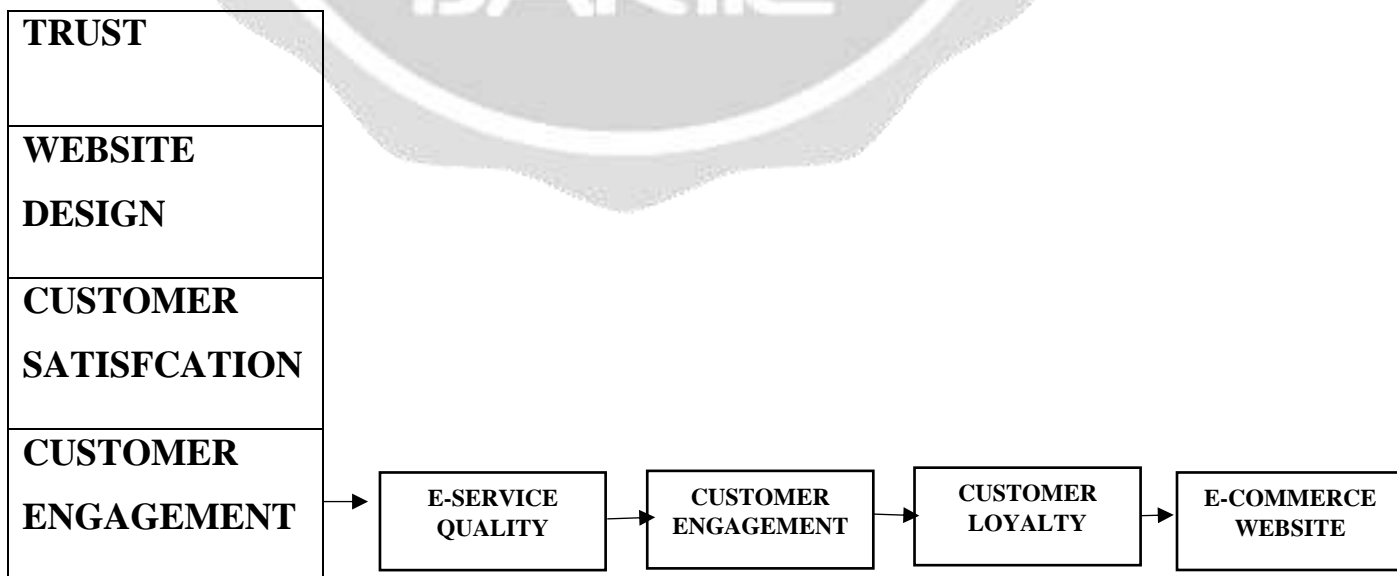 TRUST
WEBSITE
DESIGN
CUSTOMER
SATISFCATION
CUSTOMER
ENGAGEMENT
E-SERVICE
QUALITY
CUSTOMER
ENGAGEMENT
CUSTOMER
LOYALTY
E-COMMERCE
WEBSITE